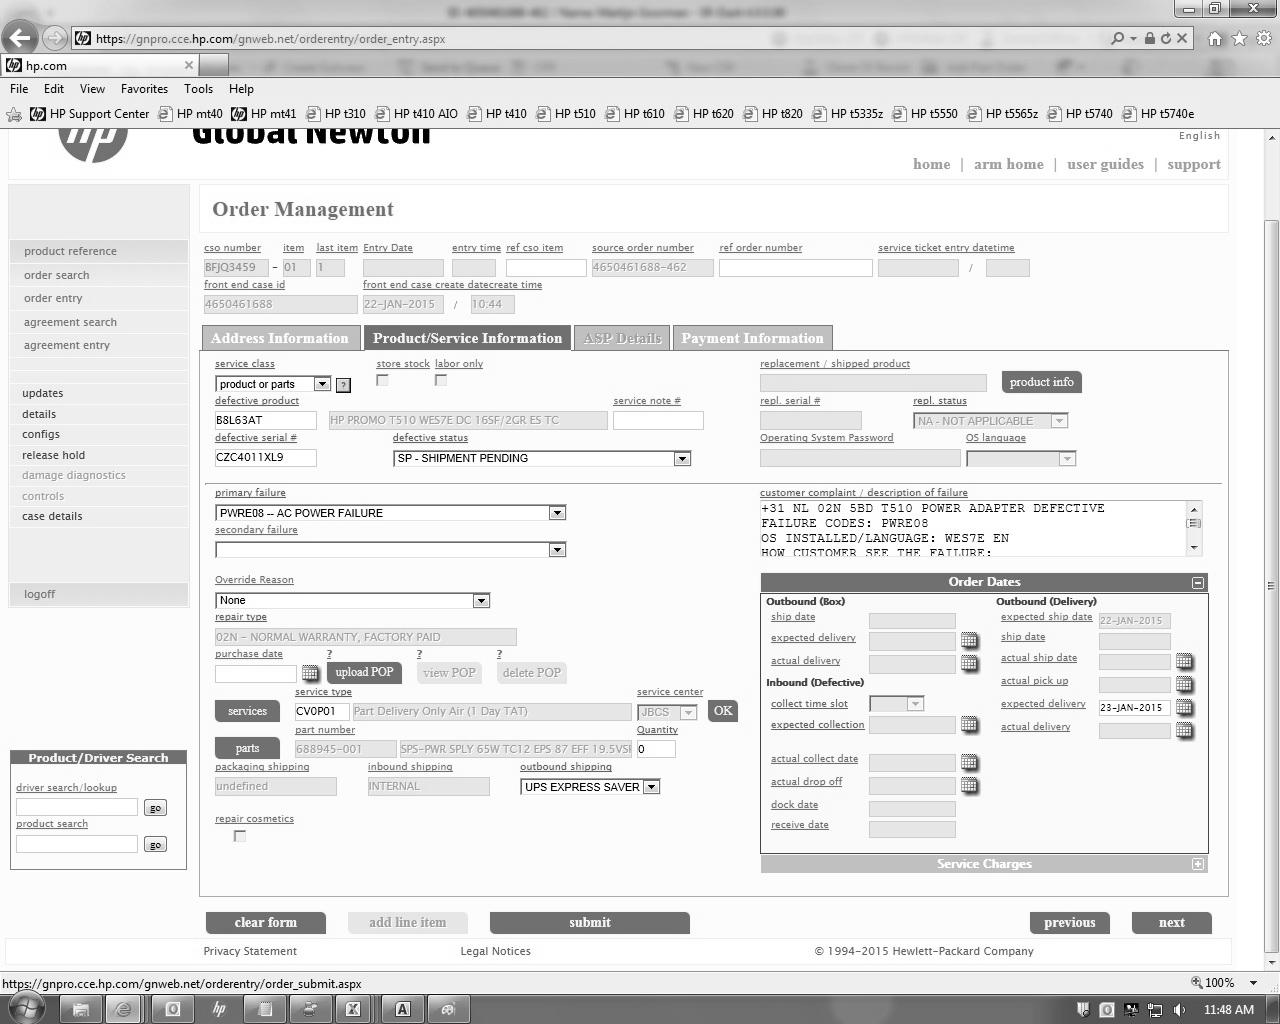 https://gnpro.cce.hp.com/gnweb.net/orderentry/order_entry.aspx
hp.com
File Edit View Favorites Tools Help
HP Support Center HP mt40 HP mt41 HP t310 HP t410 AIO HP t410 HP t510 HP t610 HP t620 HP t820 HP t5335z HP t5550 HP t5565z HP t5740 HP t5740e
hp Global Newton
English
home | arm home | user guides | support
Order Management
cso number item last item Entry Date entry time ref cso item source order number ref order number service ticket entry datetime
BFJQ3459 - 01 1 4650461688-462 /
front end case id front end case create datecreate time
4650461688 22-JAN-2015 / 10:44
Address Information Product/Service Information ASP Details Payment Information
service class store stock labor only replacement / shipped product
product or parts ? product info
defective product service note # repl. serial # repl. status
B8L63AT HP PROMO T510 WES7E DC 16SF/2GR ES TC NA - NOT APPLICABLE
defective serial # defective status Operating System Password OS language
CZC4011XL9 SP - SHIPMENT PENDING
primary failure customer complaint / description of failure
PWRE08 -- AC POWER FAILURE
secondary failure
+31 NL 02N 5BD T510 POWER ADAPTER DEFECTIVE
FAILURE CODES: PWRE08
OS INSTALLED/LANGUAGE: WES7E EN
HOW CUSTOMER SEE THE FAILURE:
Override Reason
None
repair type
02N - NORMAL WARRANTY, FACTORY PAID
purchase date ? ? ?
upload POP view POP delete POP
service type service center
services CV0P01 Part Delivery Only Air (1 Day TAT) JBCS OK
part number Quantity
parts 688945-001 SPS-PWR SPLY 65W TC12 EPS 87 EFF 19.5VSI 0
packaging shipping inbound shipping outbound shipping
undefined INTERNAL UPS EXPRESS SAVER
repair cosmetics
Order Dates
Outbound (Box)
ship date
expected delivery
actual delivery
Inbound (Defective)
collect time slot
expected collection
actual collect date
actual drop off
dock date
receive date
Outbound (Delivery)
expected ship date 22-JAN-2015
ship date
actual ship date
actual pick up
expected delivery 23-JAN-2015
actual delivery
Service Charges
product reference
order search
order entry
agreement search
agreement entry
updates
details
configs
release hold
damage diagnostics
controls
case details
logoff
Product/Driver Search
driver search/lookup
go
product search
go
clear form add line item submit previous next
Privacy Statement Legal Notices © 1994-2015 Hewlett-Packard Company
https://gnpro.cce.hp.com/gnweb.net/orderentry/order_submit.aspx
100%
11:48 AM